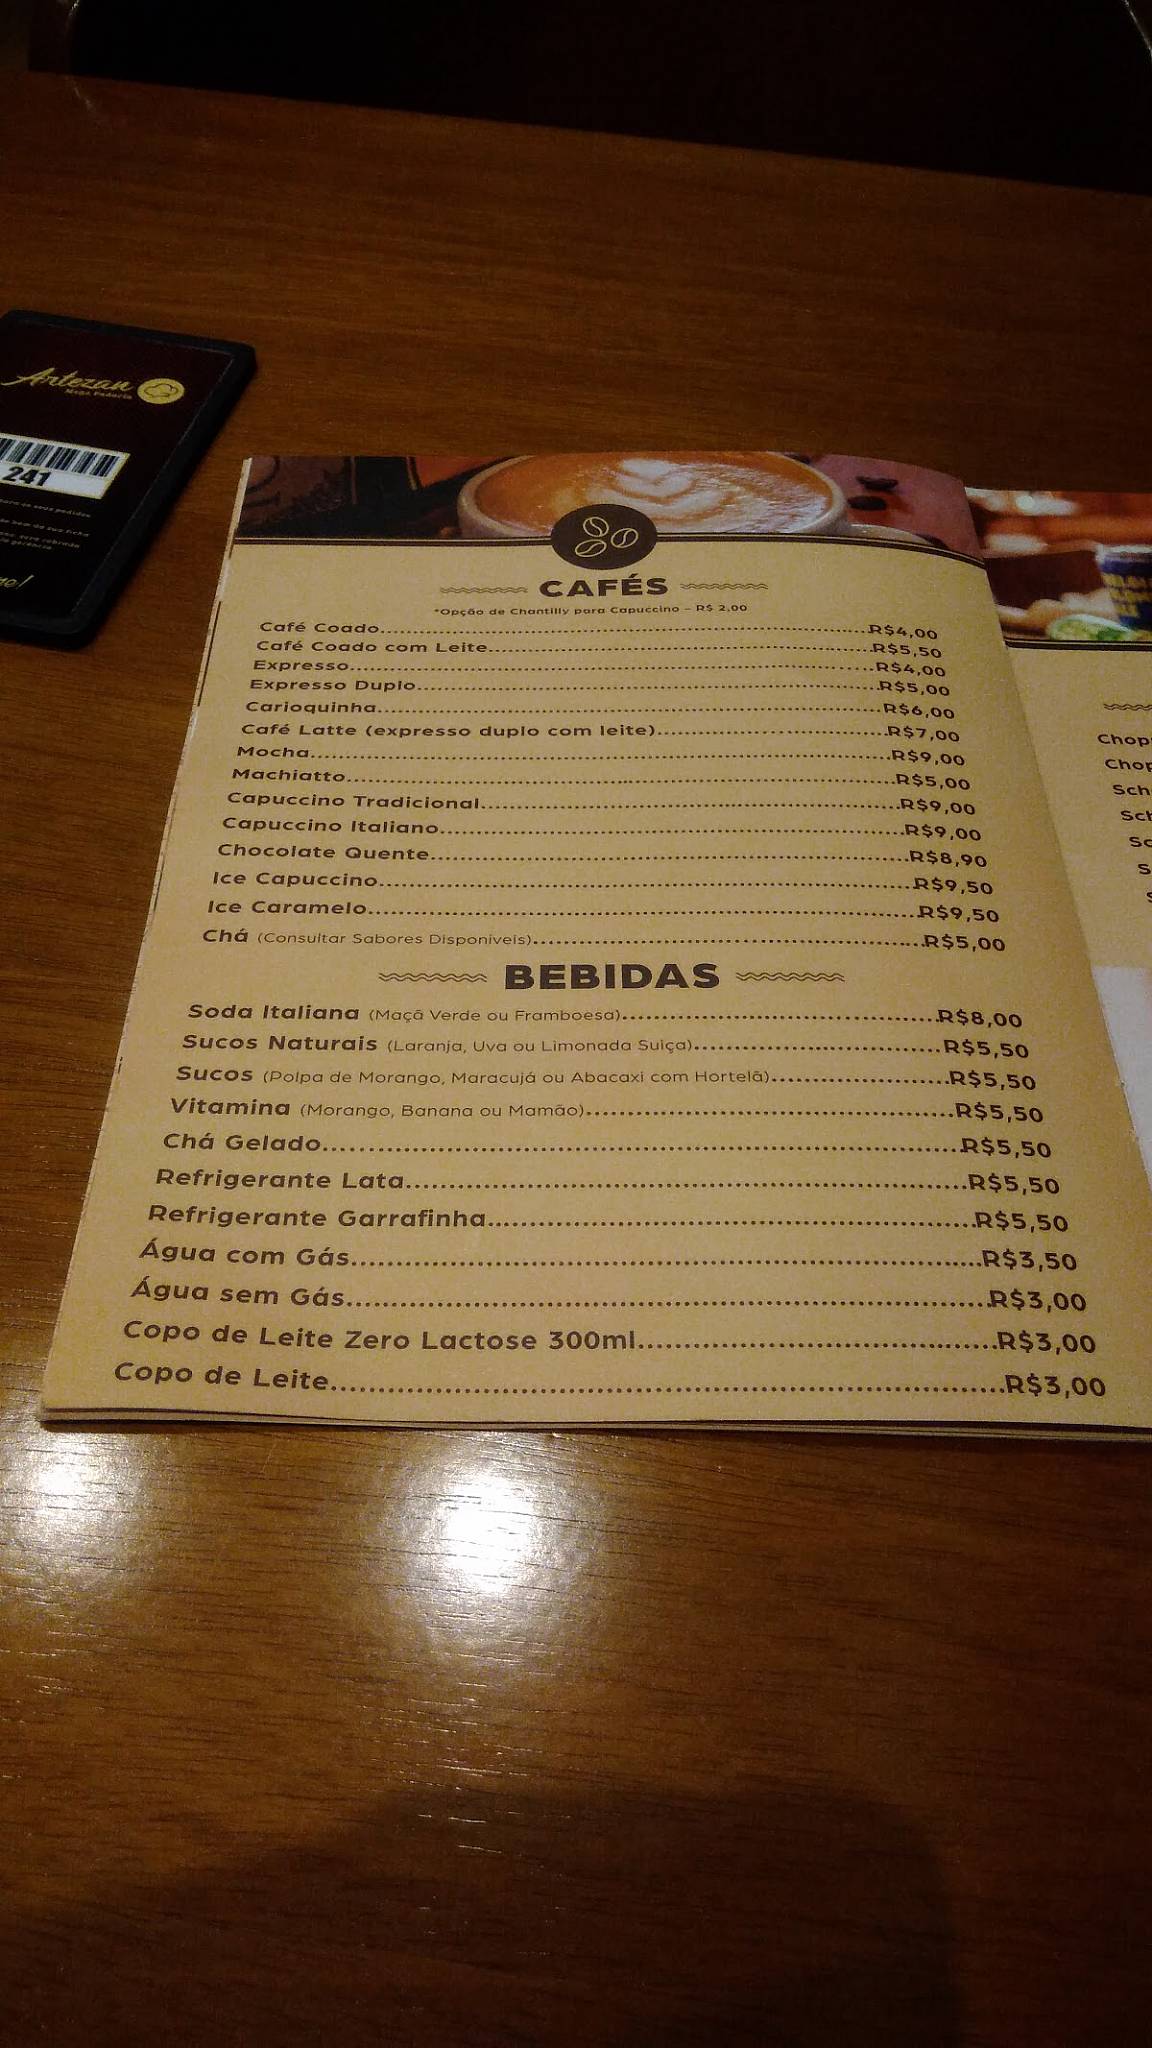 Artezan
Mega Padaria
241
CAFÉS
*Opção de Chantilly para Capuccino – R$ 2,00
Café Coado R$4,00
Café Coado com Leite R$5,50
Expresso R$4,00
Expresso Duplo R$5,00
Carioquinha R$6,00
Café Latte (expresso duplo com leite) R$7,00
Mocha R$9,00
Machiatto R$5,00
Capuccino Tradicional R$9,00
Capuccino Italiano R$9,00
Chocolate Quente R$8,90
Ice Capuccino R$9,50
Ice Caramelo R$9,50
Chá (Consultar Sabores Disponíveis) R$5,00
BEBIDAS
Soda Italiana (Maçã Verde ou Framboesa) R$8,00
Sucos Naturais (Laranja, Uva ou Limonada Suiça) R$5,50
Sucos (Polpa de Morango, Maracujá ou Abacaxi com Hortelã) R$5,50
Vitamina (Morango, Banana ou Mamão) R$5,50
Chá Gelado R$5,50
Refrigerante Lata R$5,50
Refrigerante Garrafinha R$5,50
Água com Gás R$3,50
Água sem Gás R$3,00
Copo de Leite Zero Lactose 300ml R$3,00
Copo de Leite R$3,00